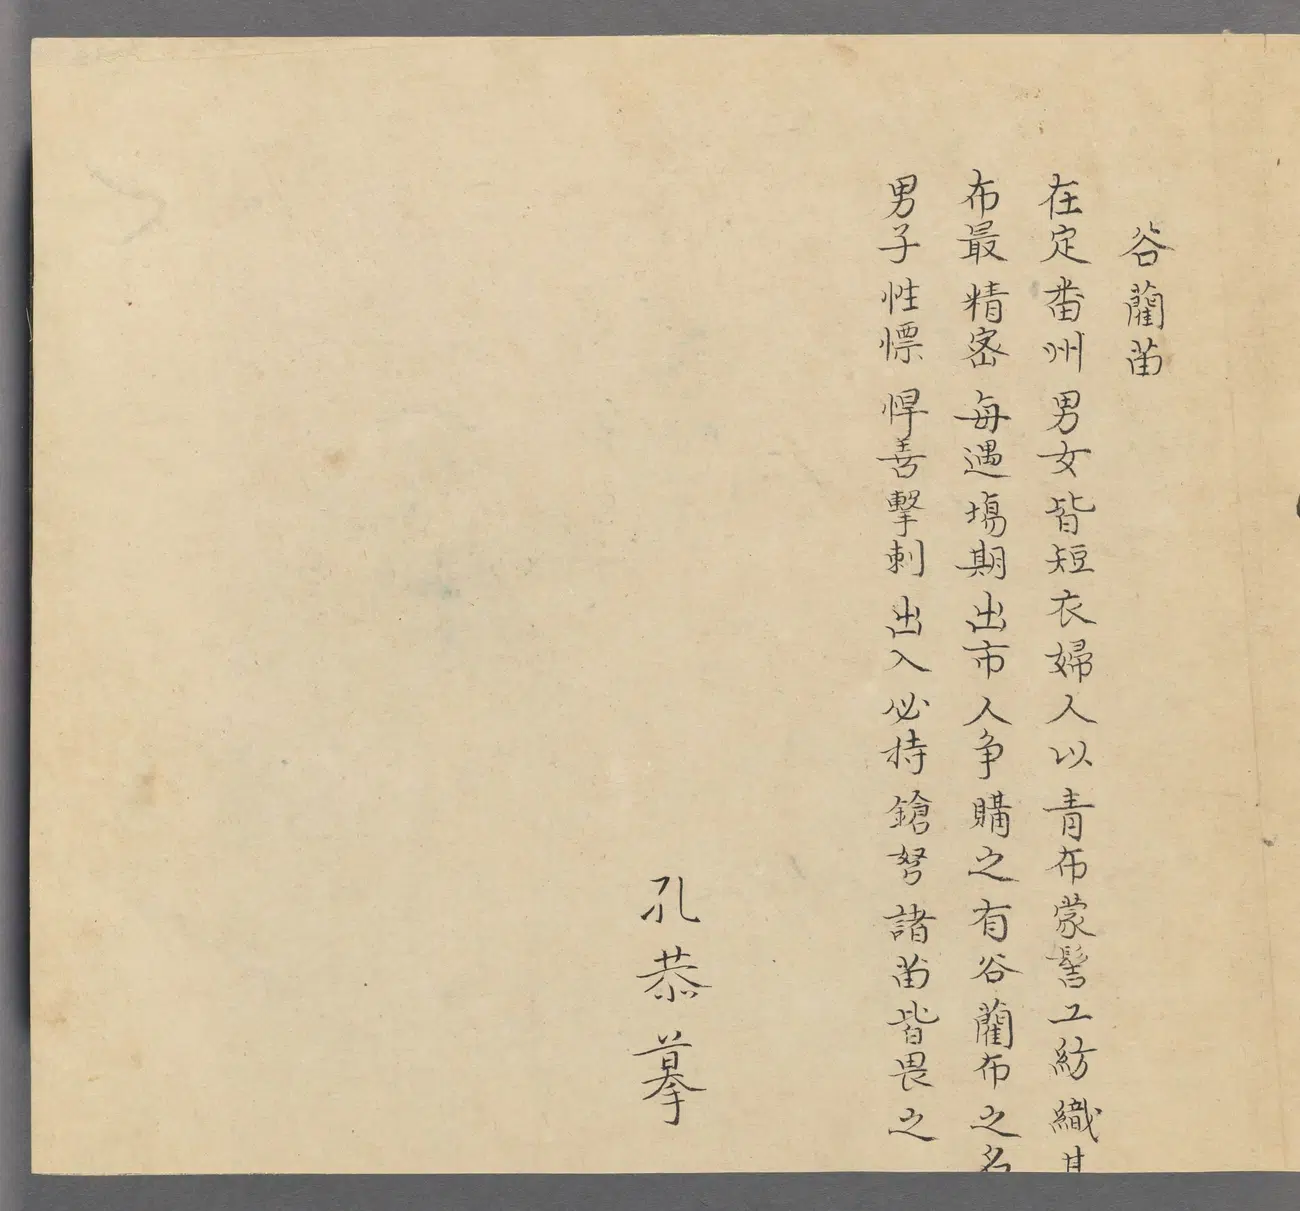 谷藺苗
在定番州男女皆短衣婦人以青布蒙髻工紡織其
布最精密每遇塲期出市人争購之有谷藺布之名
男子性慓悍善擊刺出入必持鎗弩諸苗皆畏之
孔恭摹